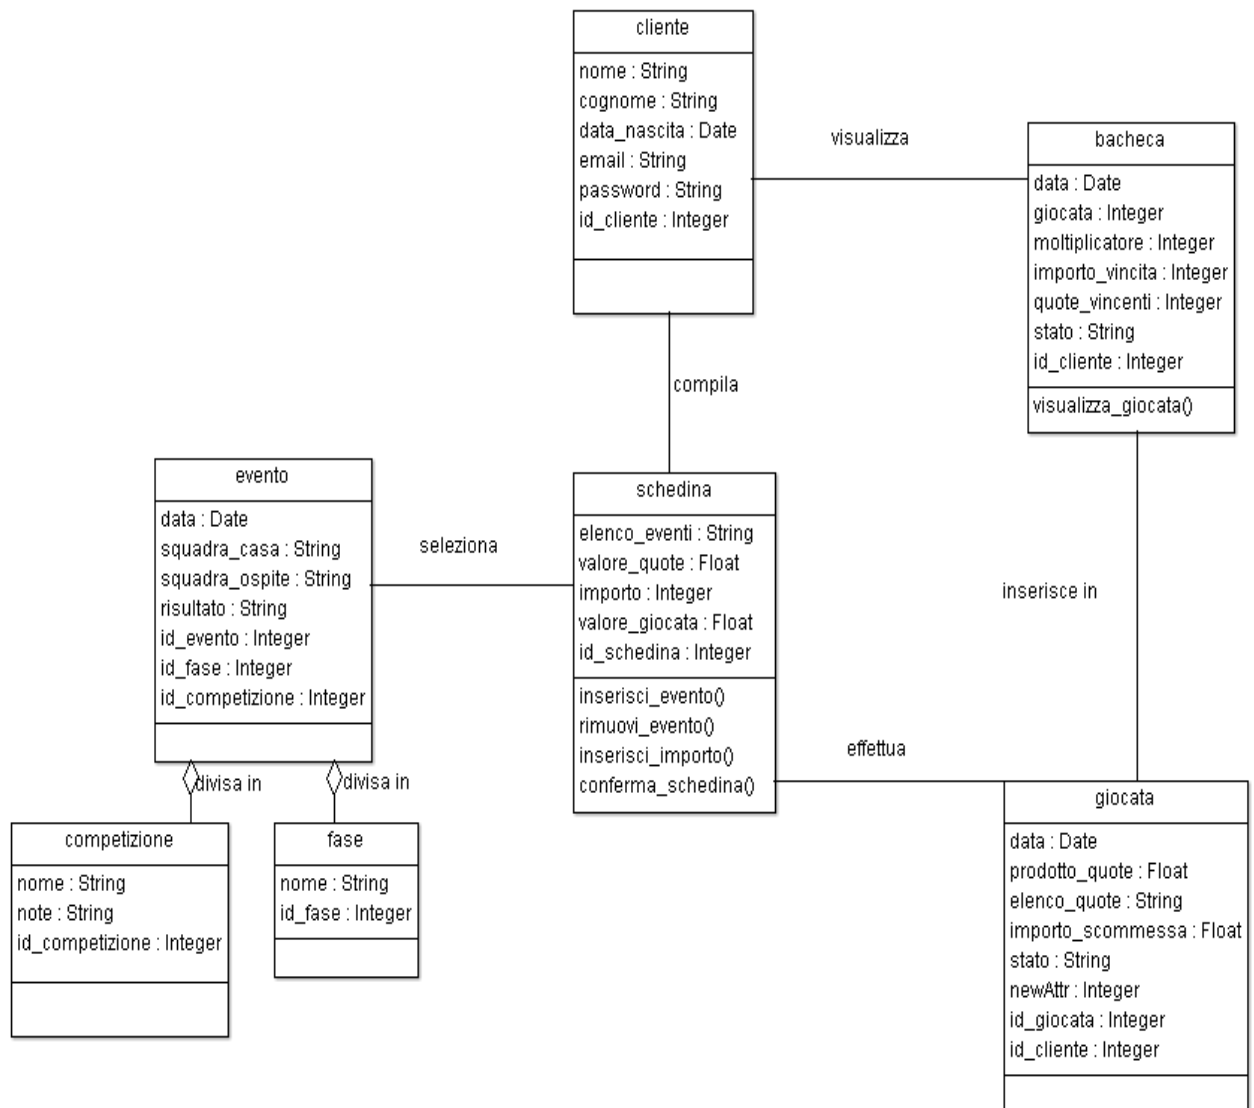 cliente
nome : String
cognome : String
data_nascita : Date
email : String
password : String
id_cliente : Integer
visualizza
bacheca
data : Date
giocata : Integer
moltiplicatore : Integer
importo_vincita : Integer
quote_vincenti : Integer
stato : String
id_cliente : Integer
visualizza_giocata()
compila
evento
data : Date
squadra_casa : String
squadra_ospite : String
risultato : String
id_evento : Integer
id_fase : Integer
id_competizione : Integer
seleziona
schedina
elenco_eventi : String
valore_quote : Float
importo : Integer
valore_giocata : Float
id_schedina : Integer
inserisci_evento()
rimuovi_evento()
inserisci_importo()
conferma_schedina()
inserisce in
effettua
divisa in
divisa in
competizione
nome : String
note : String
id_competizione : Integer
fase
nome : String
id_fase : Integer
giocata
data : Date
prodotto_quote : Float
elenco_quote : String
importo_scommessa : Float
stato : String
newAttr : Integer
id_giocata : Integer
id_cliente : Integer